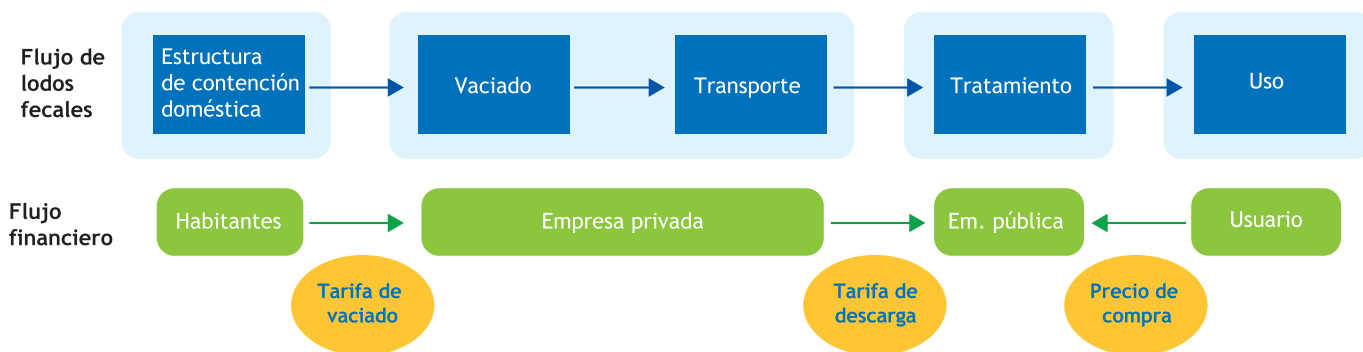 Flujo de
lodos
fecales
Estructura
de contención
doméstica
Vaciado
Transporte
Tratamiento
Uso
Flujo
financiero
Habitantes
Empresa privada
Em. pública
Usuario
Tarifa de
vaciado
Tarifa de
descarga
Precio de
compra